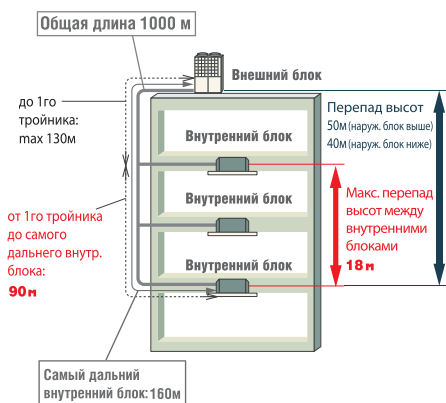 Общая длина 1000 м
Внешний блок
до 1го
тройника:
max 130м
Перепад высот
50м (наруж. блок выше)
40м (наруж. блок ниже)
Внутренний блок
Внутренний блок
Внутренний блок
Макс. перепад
высот между
внутренними
блоками
18 м
от 1го тройника
до самого
дальнего внутр.
блока:
90м
Самый дальний
внутренний блок:160м